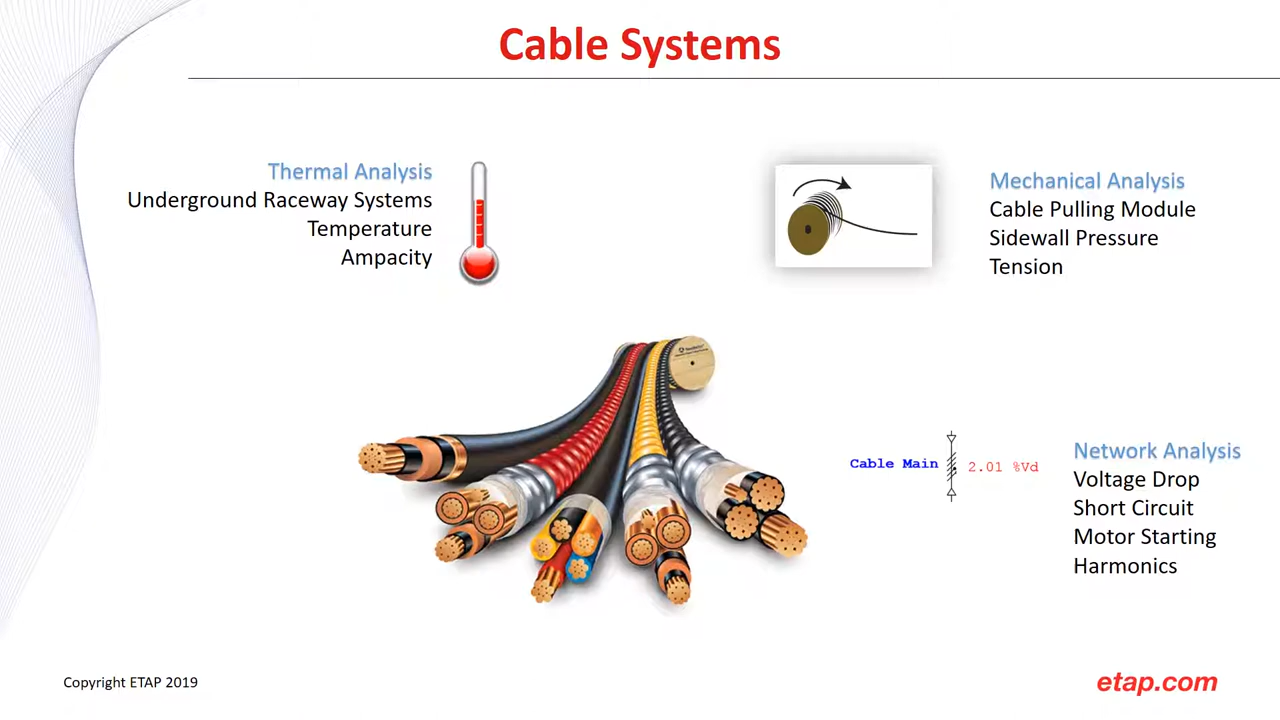 Cable Systems
Thermal Analysis
Underground Raceway Systems
Temperature
Ampacity
Mechanical Analysis
Cable Pulling Module
Sidewall Pressure
Tension
Cable Main
2.01 %Vd
Network Analysis
Voltage Drop
Short Circuit
Motor Starting
Harmonics
Copyright ETAP 2019
etap.com